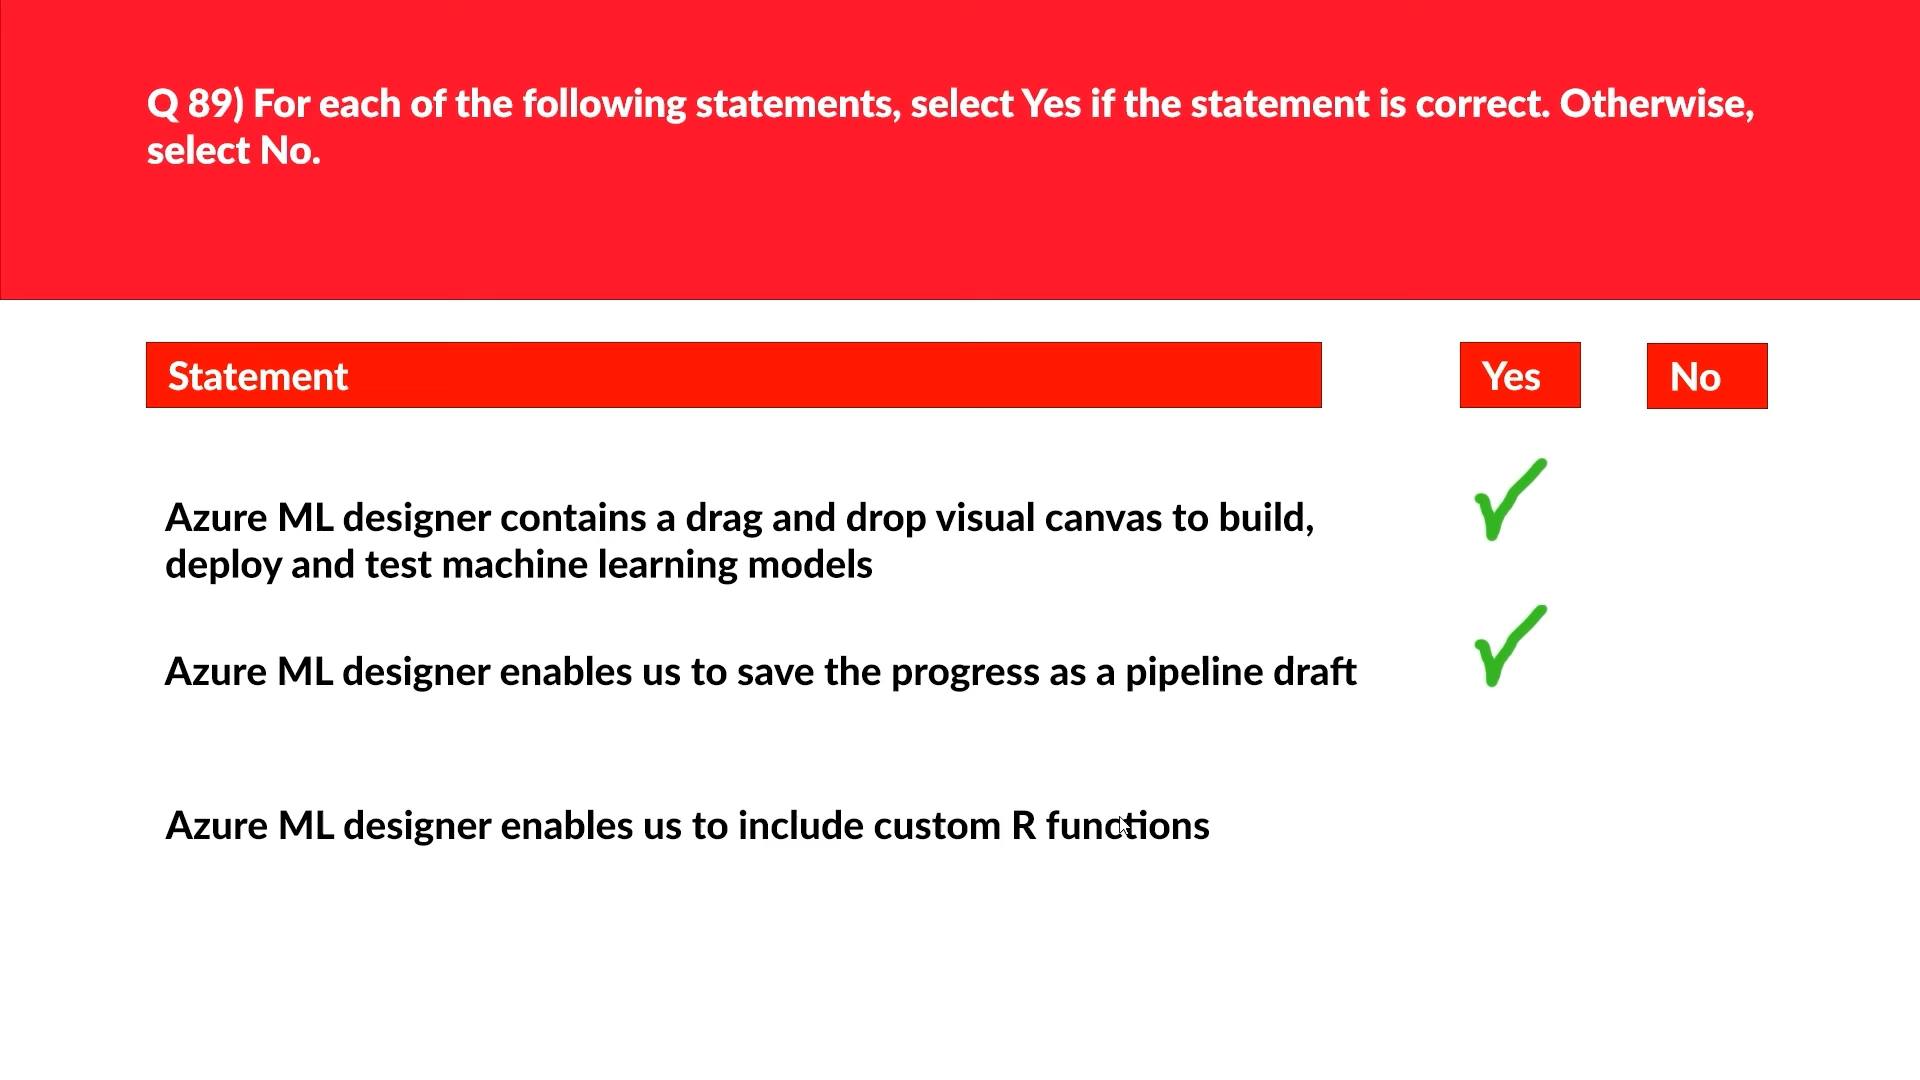 Q 89) For each of the following statements, select Yes if the statement is correct. Otherwise,
select No.
Statement Yes No
Azure ML designer contains a drag and drop visual canvas to build,
deploy and test machine learning models
Azure ML designer enables us to save the progress as a pipeline draft
Azure ML designer enables us to include custom R functions